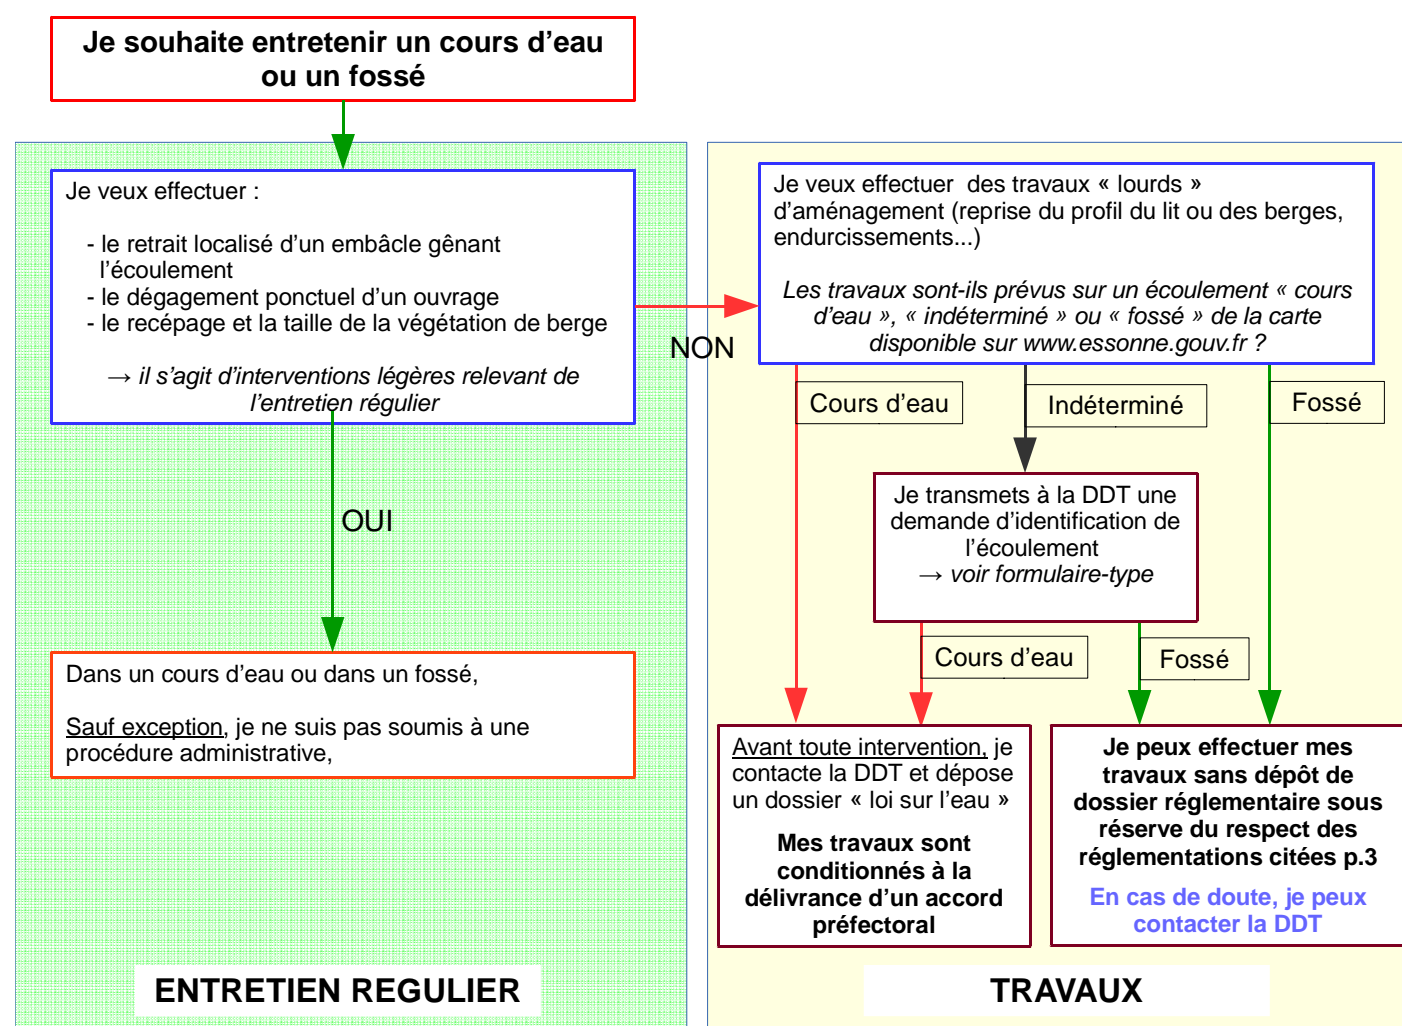 Je souhaite entretenir un cours d’eau
ou un fossé
Je veux effectuer :
- le retrait localisé d’un embâcle gênant
l’écoulement
- le dégagement ponctuel d’un ouvrage
- le recépage et la taille de la végétation de berge
→ il s’agit d’interventions légères relevant de
l’entretien régulier
OUI
Dans un cours d’eau ou dans un fossé,
Sauf exception, je ne suis pas soumis à une
procédure administrative,
ENTRETIEN REGULIER
NON
Je veux effectuer des travaux « lourds »
d’aménagement (reprise du profil du lit ou des berges,
endurcissements...)
Les travaux sont-ils prévus sur un écoulement « cours
d’eau », « indéterminé » ou « fossé » de la carte
disponible sur www.essonne.gouv.fr ?
Cours d’eau
Indéterminé
Fossé
Je transmets à la DDT une
demande d’identification de
l’écoulement
→ voir formulaire-type
Cours d’eau
Fossé
Avant toute intervention, je
contacte la DDT et dépose
un dossier « loi sur l’eau »
Mes travaux sont
conditionnés à la
délivrance d’un accord
préfectoral
Je peux effectuer mes
travaux sans dépôt de
dossier réglementaire sous
réserve du respect des
réglementations citées p.3
En cas de doute, je peux
contacter la DDT
TRAVAUX